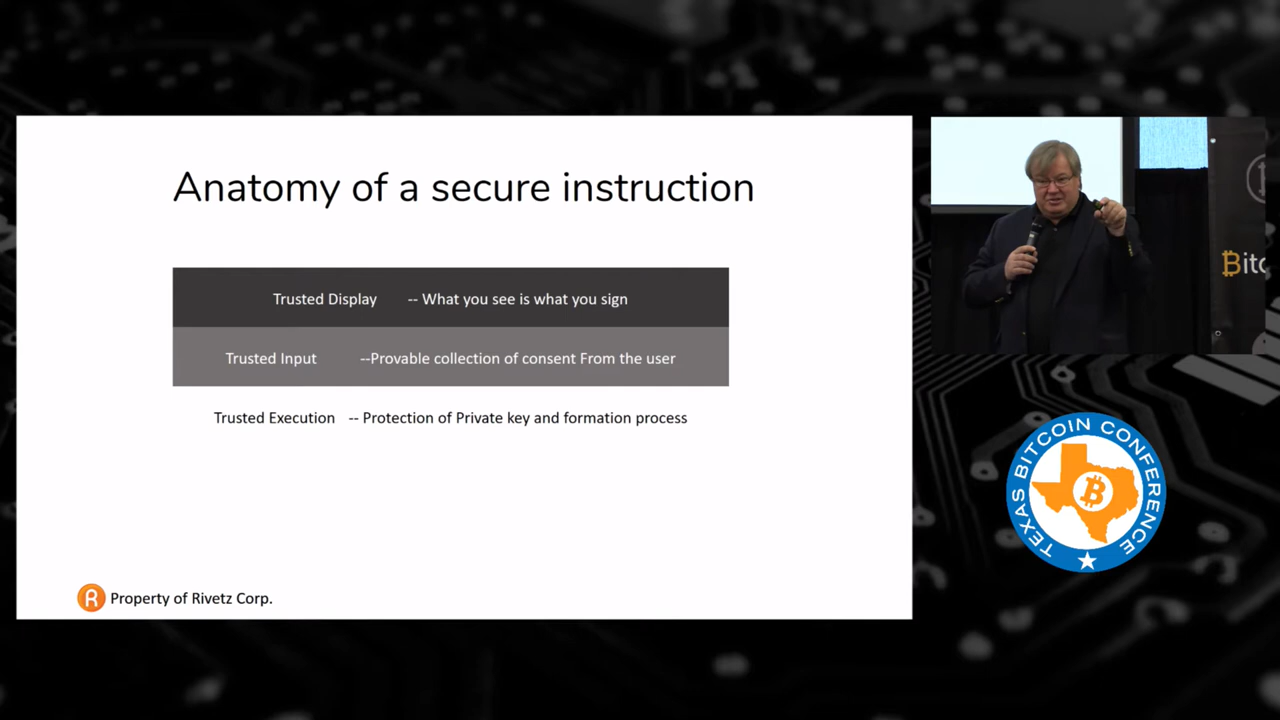 Anatomy of a secure instruction
Trusted Display -- What you see is what you sign
Trusted Input --Provable collection of consent From the user
Trusted Execution -- Protection of Private key and formation process
Property of Rivetz Corp.
TEXAS BITCOIN CONFERENCE